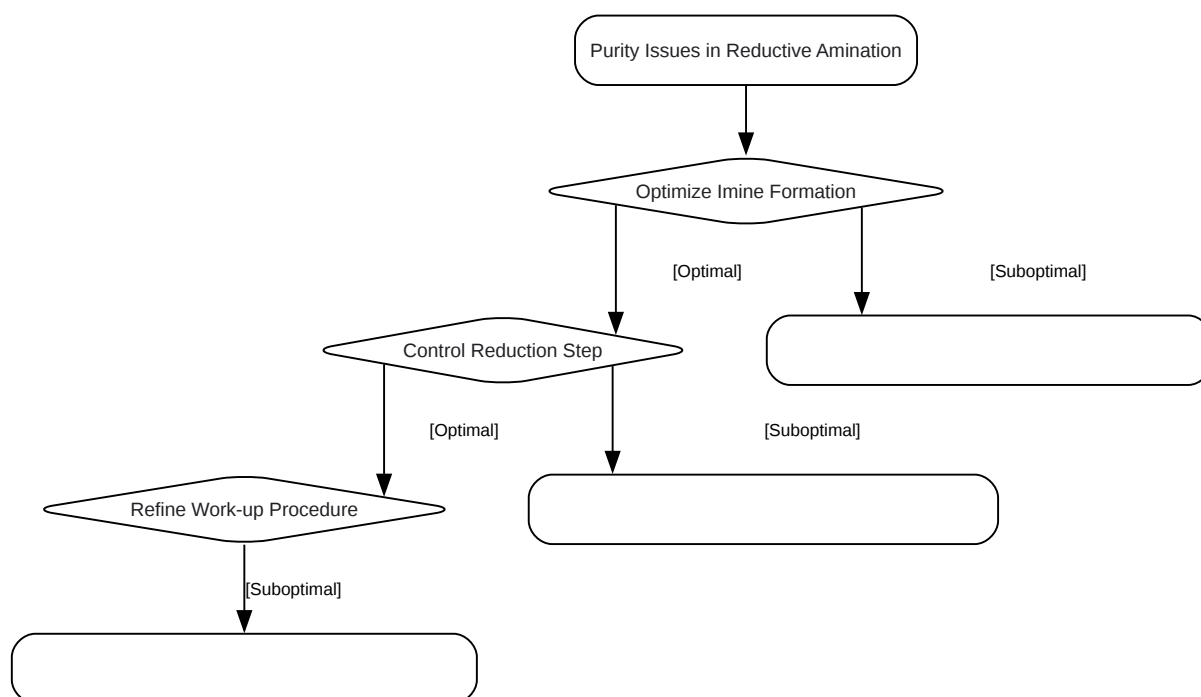 Purity Issues in Reductive Amination
Optimize Imine Formation
[Optimal]
[Suboptimal]
Control Reduction Step
[Optimal]
[Suboptimal]
Refine Work-up Procedure
[Suboptimal]